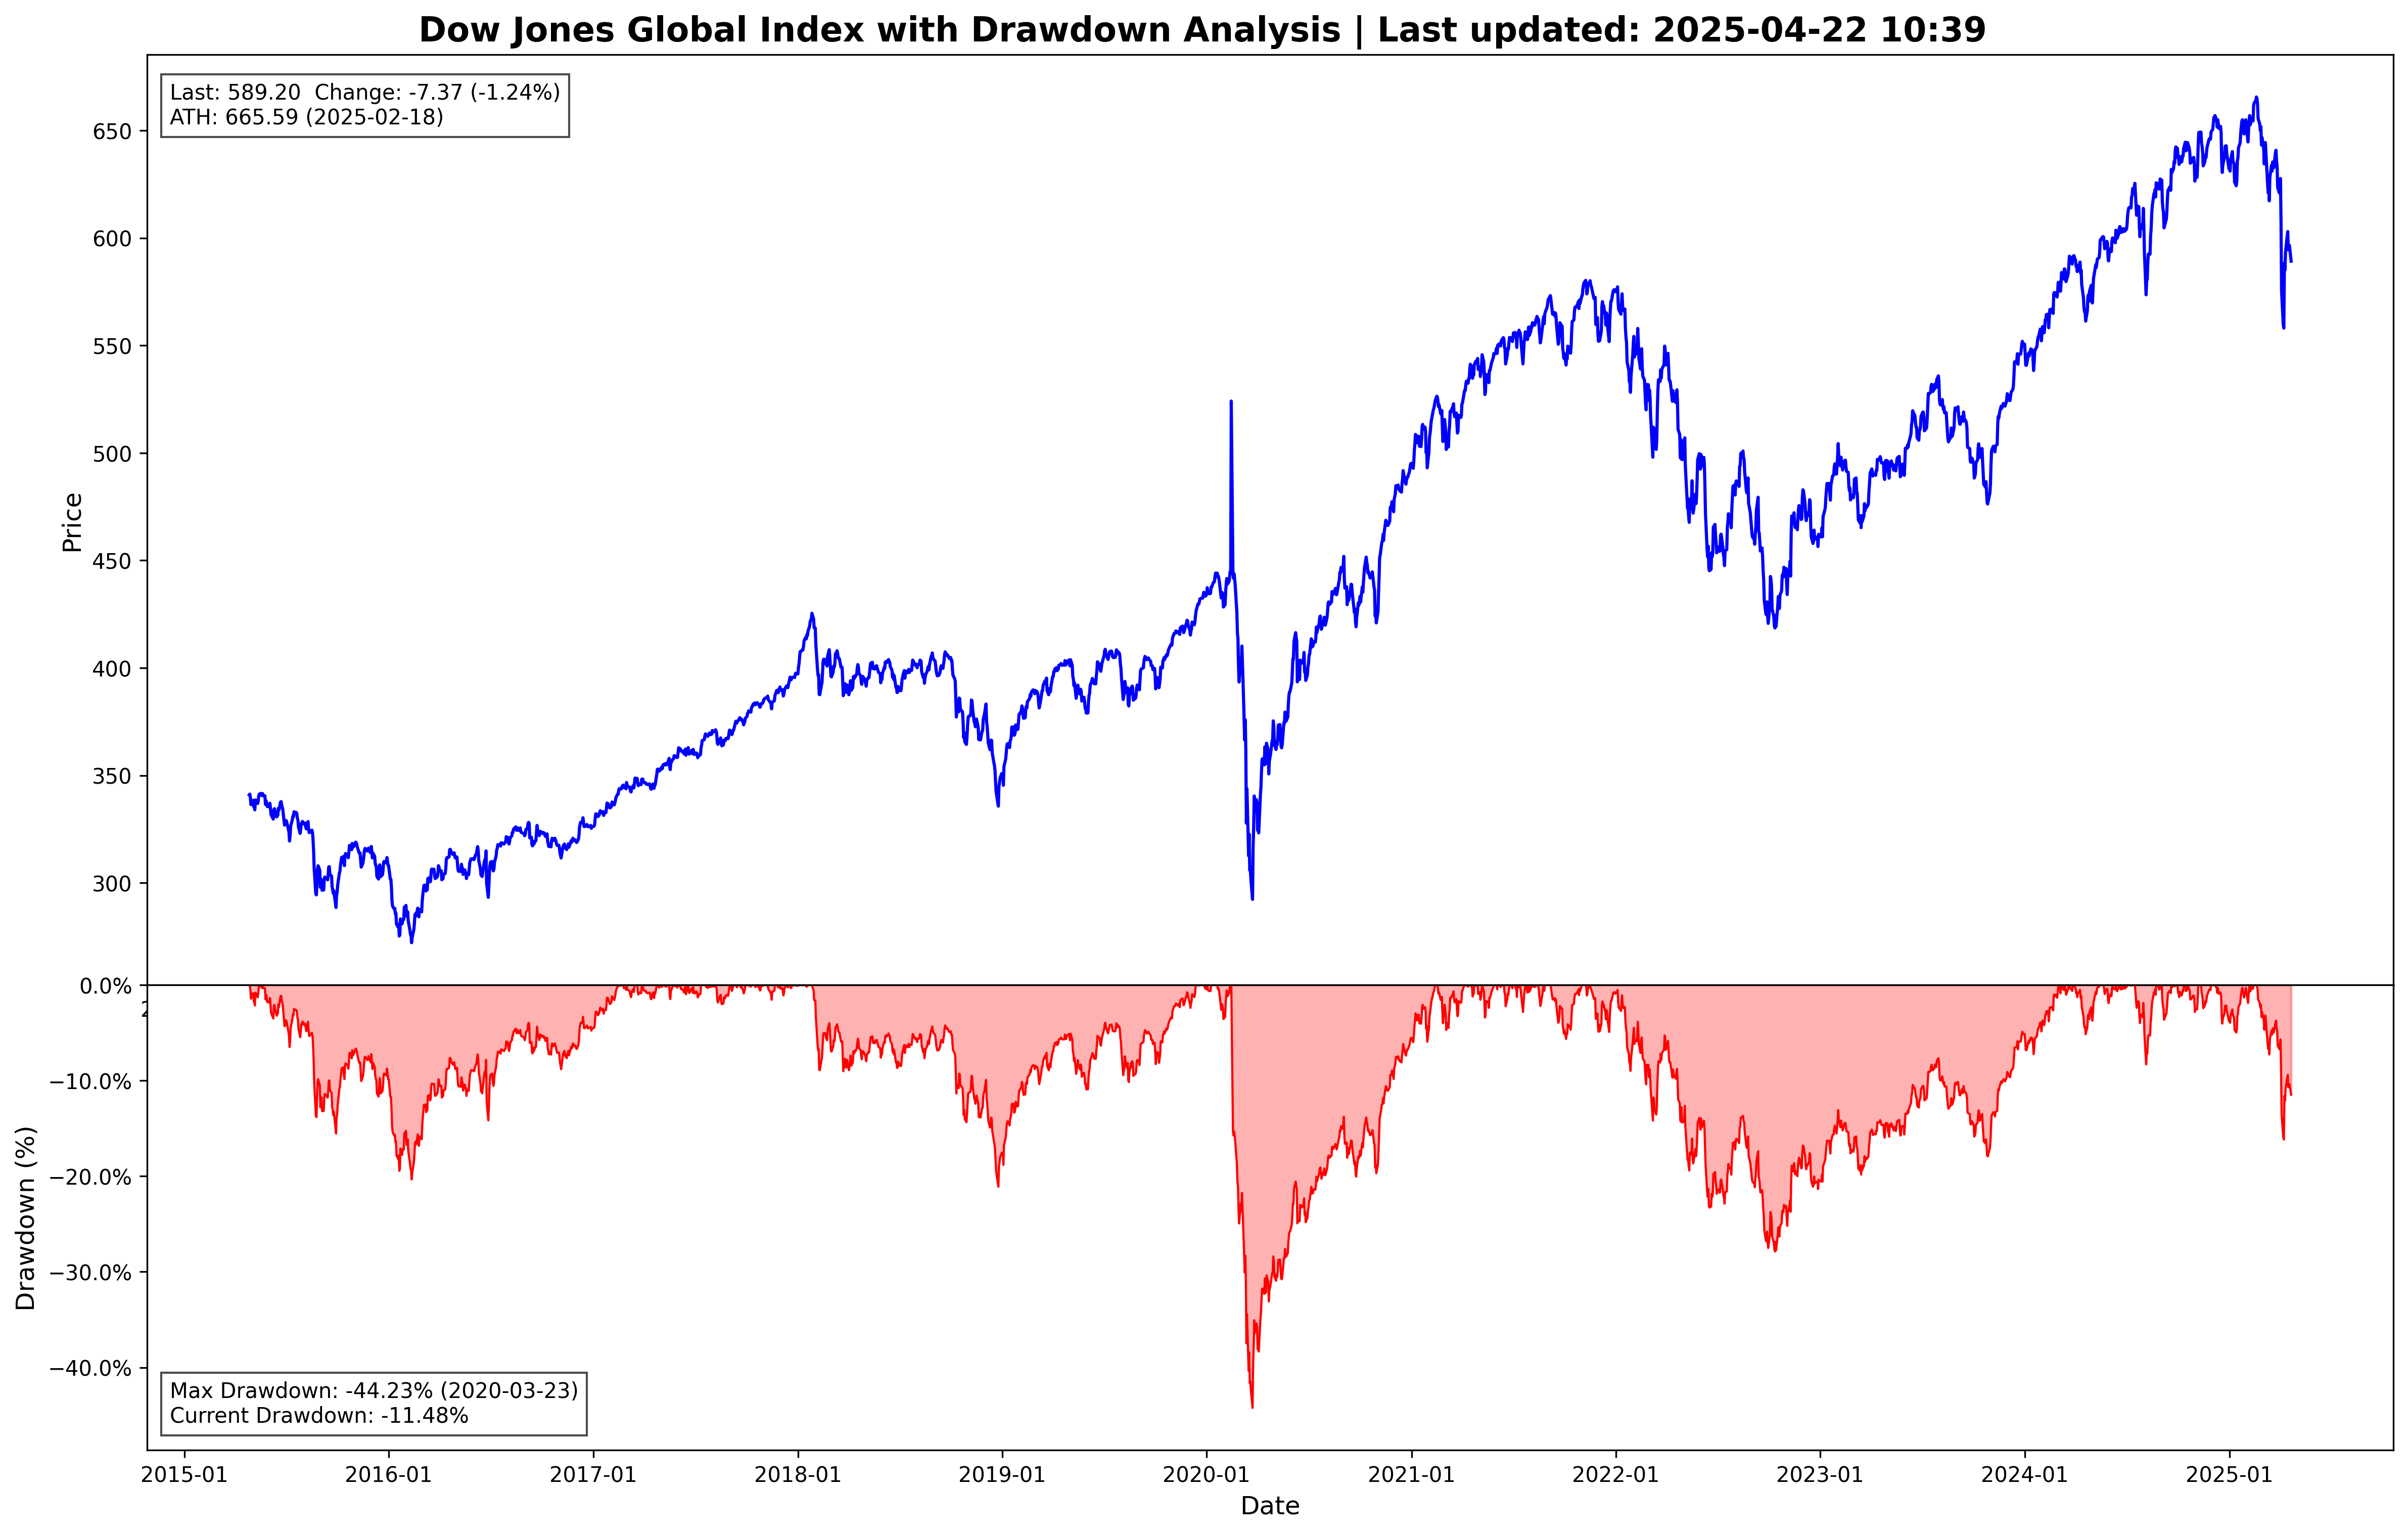 Dow Jones Global Index with Drawdown Analysis | Last updated: 2025-04-22 10:39
Last: 589.20  Change: -7.37 (-1.24%)
ATH: 665.59 (2025-02-18)
650
600
550
500
450
400
350
300
Price
0.0%
−10.0%
−20.0%
−30.0%
−40.0%
Drawdown (%)
Max Drawdown: -44.23% (2020-03-23)
Current Drawdown: -11.48%
2015-01 2016-01 2017-01 2018-01 2019-01 2020-01 2021-01 2022-01 2023-01 2024-01 2025-01
Date